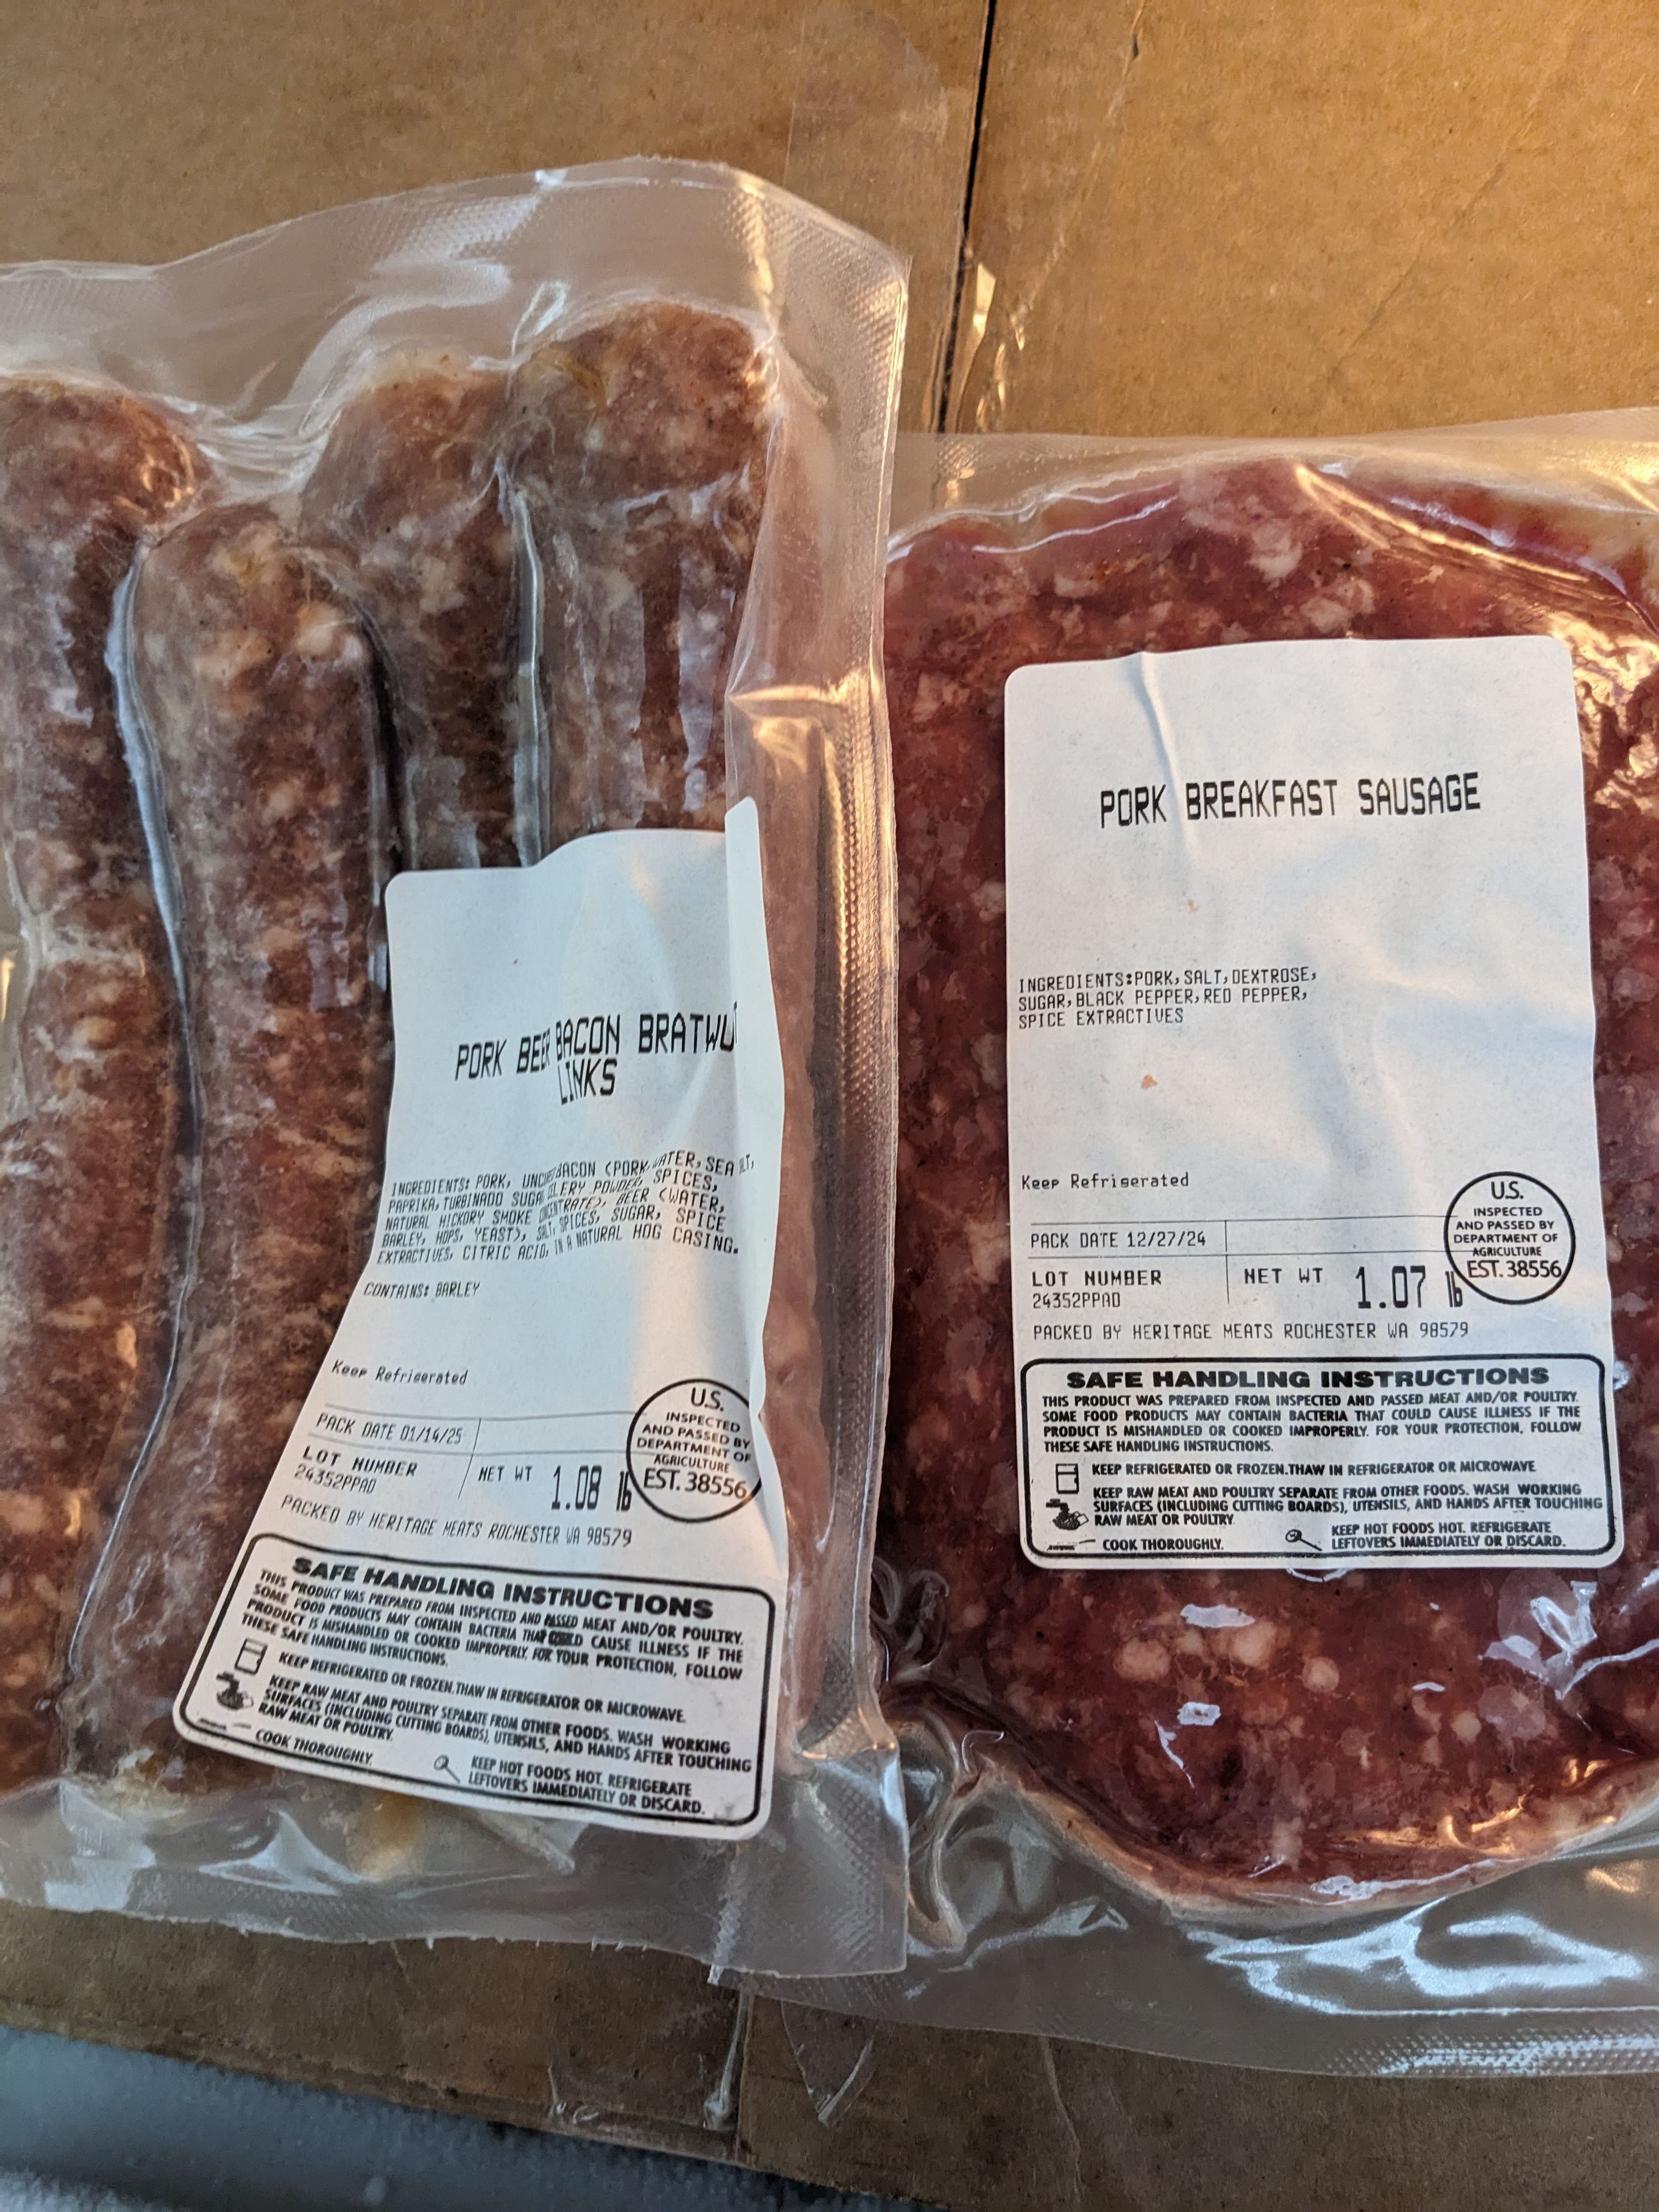 PORK BEER BACON
LINKS
INGREDIENTS: PORK, BACON (PORK, WATER, SEA
PAPRIKA, TURBINADO POWDER, SPICES,
NATURAL HICKORY SMOKE BEER (WATER,
BARLEY, HOPS, YEAST), SALT, SPICES, SUGAR, SPICE
EXTRACTIVES, CITRIC ACID, IN A NATURAL HOG CASING.
CONTAINS: BARLEY
Keep Refrigerated
PACK DATE 01/14/25
LOT NUMBER
24352PPAD
NET WT 1.08 lb
U.S.
INSPECTED
AND PASSED BY
DEPARTMENT OF
AGRICULTURE
EST. 38556
PACKED BY HERITAGE MEATS ROCHESTER WA 98579
SAFE HANDLING INSTRUCTIONS
THIS PRODUCT WAS PREPARED FROM INSPECTED AND PASSED MEAT AND/OR POULTRY.
SOME FOOD PRODUCTS MAY CONTAIN BACTERIA THAT COULD CAUSE ILLNESS IF THE
PRODUCT IS MISHANDLED OR COOKED IMPROPERLY. FOR YOUR PROTECTION, FOLLOW
THESE SAFE HANDLING INSTRUCTIONS.
KEEP REFRIGERATED OR FROZEN.THAW IN REFRIGERATOR OR MICROWAVE.
KEEP RAW MEAT AND POULTRY SEPARATE FROM OTHER FOODS. WASH WORKING
SURFACES (INCLUDING CUTTING BOARDS), UTENSILS, AND HANDS AFTER TOUCHING
RAW MEAT OR POULTRY.
COOK THOROUGHLY.
KEEP HOT FOODS HOT. REFRIGERATE
LEFTOVERS IMMEDIATELY OR DISCARD.
PORK BREAKFAST SAUSAGE
INGREDIENTS:PORK, SALT, DEXTROSE,
SUGAR, BLACK PEPPER, RED PEPPER,
SPICE EXTRACTIVES
Keep Refrigerated
PACK DATE 12/27/24
LOT NUMBER
24352PPAD
NET WT 1.07 lb
U.S.
INSPECTED
AND PASSED BY
DEPARTMENT OF
AGRICULTURE
EST. 38556
PACKED BY HERITAGE MEATS ROCHESTER WA 98579
SAFE HANDLING INSTRUCTIONS
THIS PRODUCT WAS PREPARED FROM INSPECTED AND PASSED MEAT AND/OR POULTRY.
SOME FOOD PRODUCTS MAY CONTAIN BACTERIA THAT COULD CAUSE ILLNESS IF THE
PRODUCT IS MISHANDLED OR COOKED IMPROPERLY. FOR YOUR PROTECTION, FOLLOW
THESE SAFE HANDLING INSTRUCTIONS.
KEEP REFRIGERATED OR FROZEN.THAW IN REFRIGERATOR OR MICROWAVE
KEEP RAW MEAT AND POULTRY SEPARATE FROM OTHER FOODS. WASH WORKING
SURFACES (INCLUDING CUTTING BOARDS), UTENSILS, AND HANDS AFTER TOUCHING
RAW MEAT OR POULTRY
COOK THOROUGHLY.
KEEP HOT FOODS HOT. REFRIGERATE
LEFTOVERS IMMEDIATELY OR DISCARD.